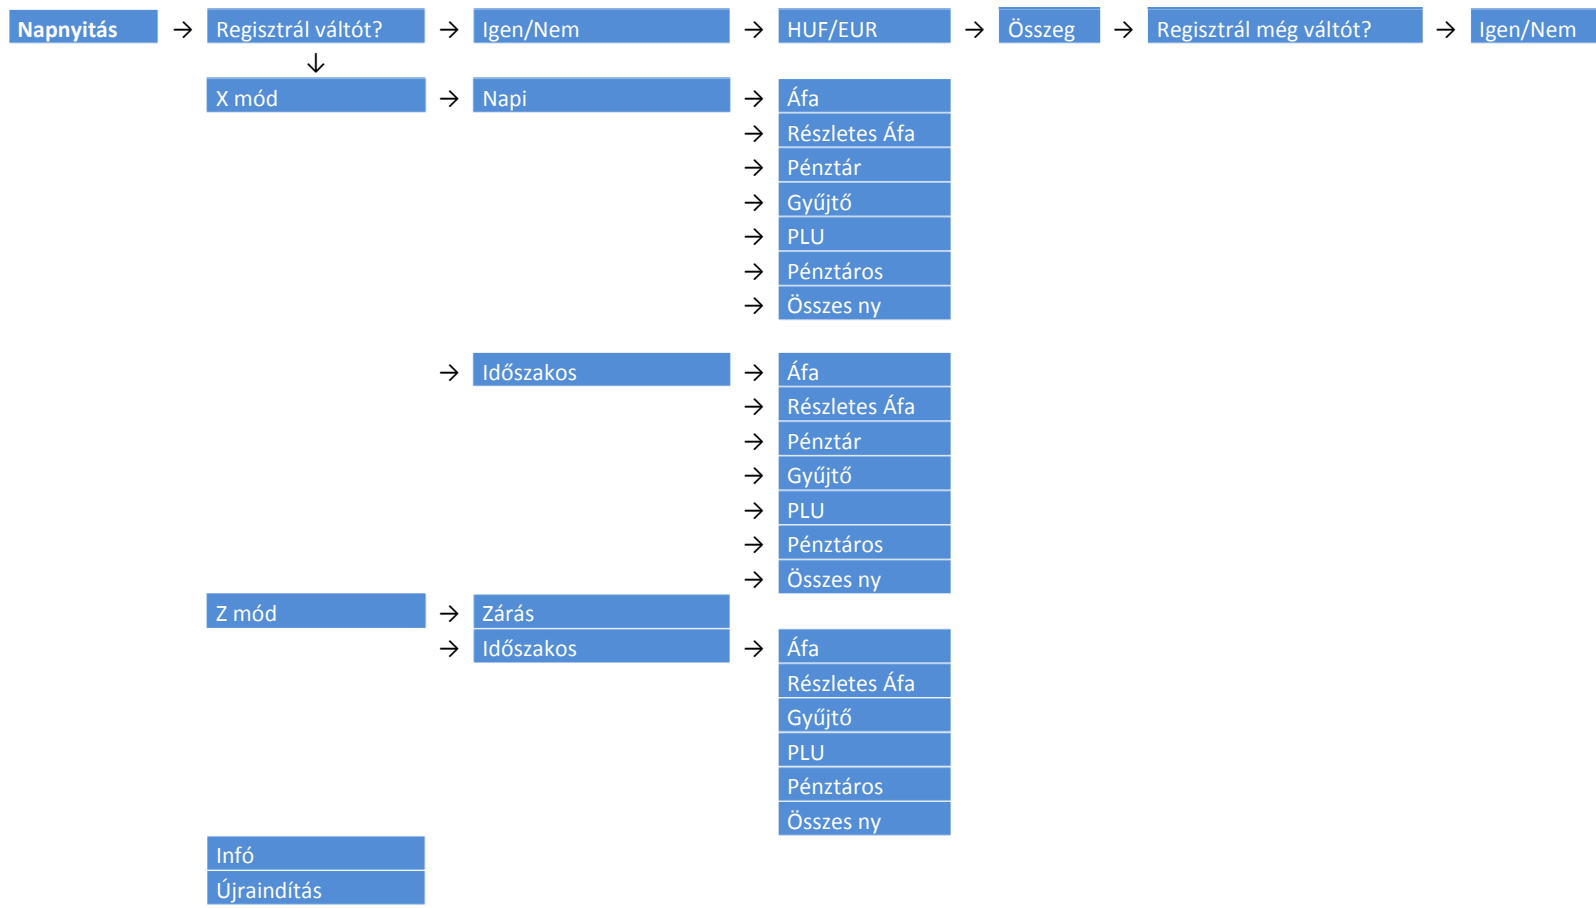 Napnyitás → Regisztrál váltót? → Igen/Nem → HUF/EUR → Összeg → Regisztrál még váltót? → Igen/Nem
↓
X mód → Napi → Áfa
→ Részletes Áfa
→ Pénztár
→ Gyűjtő
→ PLU
→ Pénztáros
→ Összes ny
→ Időszakos → Áfa
→ Részletes Áfa
→ Pénztár
→ Gyűjtő
→ PLU
→ Pénztáros
→ Összes ny
Z mód → Zárás
→ Időszakos → Áfa
Részletes Áfa
Gyűjtő
PLU
Pénztáros
Összes ny
Infó
Újraindítás